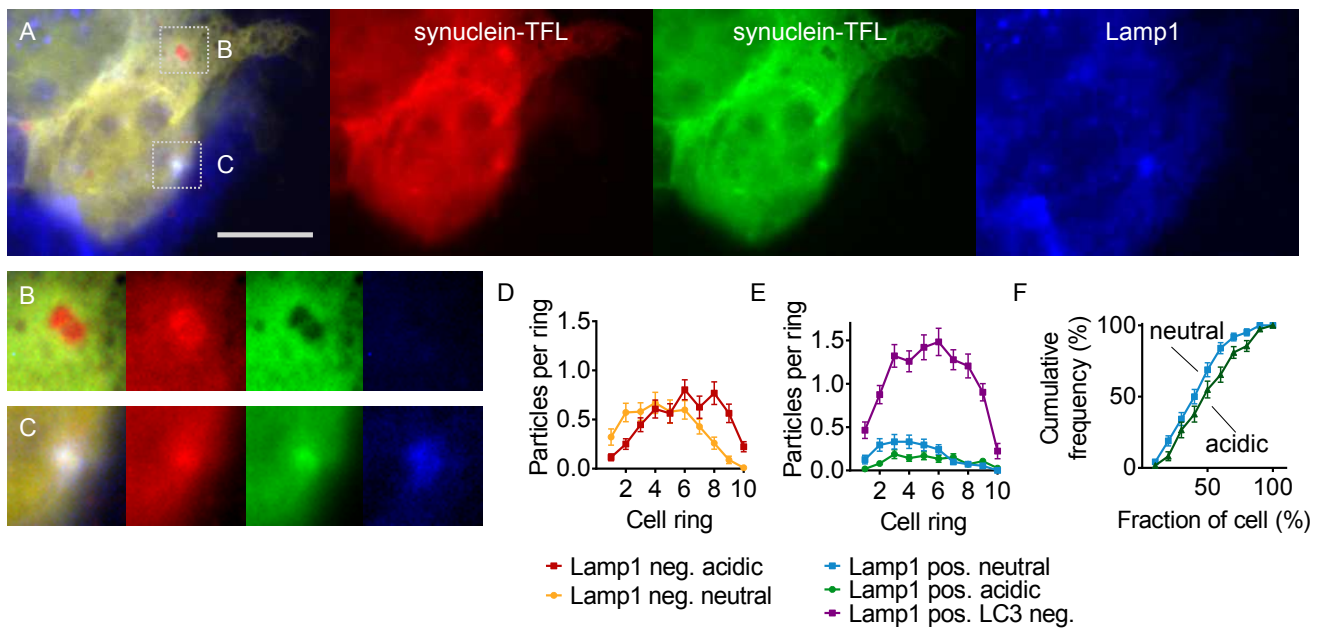 A
B
C
synuclein-TFL
synuclein-TFL
Lamp1
B
C
D
Particles per ring
1.5
1.0
0.5
0.0
2 4 6 8 10
Cell ring
Lamp1 neg. acidic
Lamp1 neg. neutral
E
Particles per ring
1.5
1.0
0.5
0.0
2 4 6 8 10
Cell ring
Lamp1 pos. neutral
Lamp1 pos. acidic
Lamp1 pos. LC3 neg.
F
Cumulative
frequency (%)
100
50
0
neutral
acidic
50 100
Fraction of cell (%)